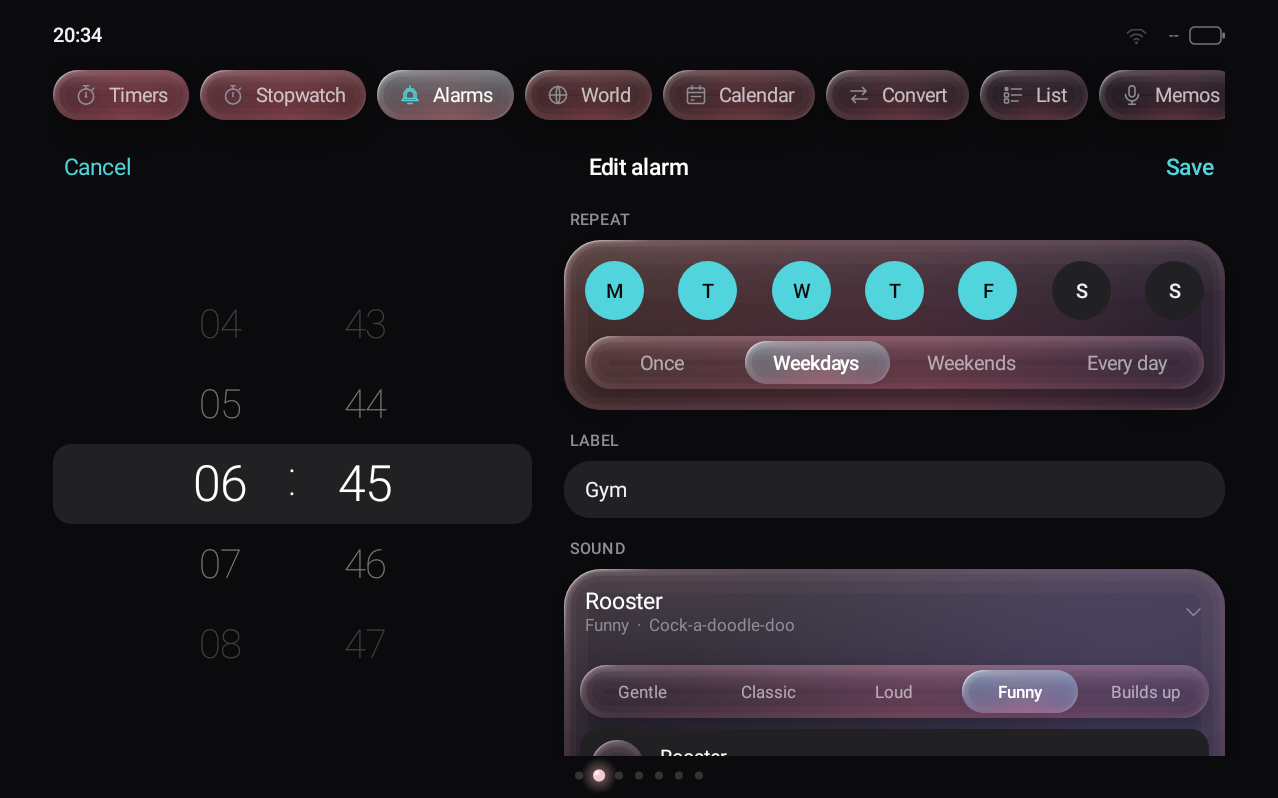 20:34
--
Timers Stopwatch Alarms World Calendar Convert List Memos
Cancel Edit alarm Save
REPEAT
M T W T F S S
Once Weekdays Weekends Every day
LABEL
Gym
SOUND
Rooster
Funny · Cock-a-doodle-doo
Gentle Classic Loud Funny Builds up
Rooster
04 43
05 44
06 : 45
07 46
08 47